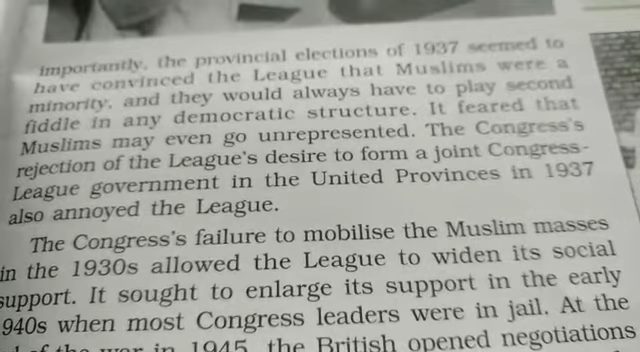 importantly, the provincial elections of 1937 seemed to
have convinced the League that Muslims were a
minority, and they would always have to play second
fiddle in any democratic structure. It feared that
Muslims may even go unrepresented. The Congress's
rejection of the League's desire to form a joint Congress-
League government in the United Provinces in 1937
also annoyed the League.
The Congress's failure to mobilise the Muslim masses
in the 1930s allowed the League to widen its social
support. It sought to enlarge its support in the early
940s when most Congress leaders were in jail. At the
of the war in 1945, the British opened negotiations